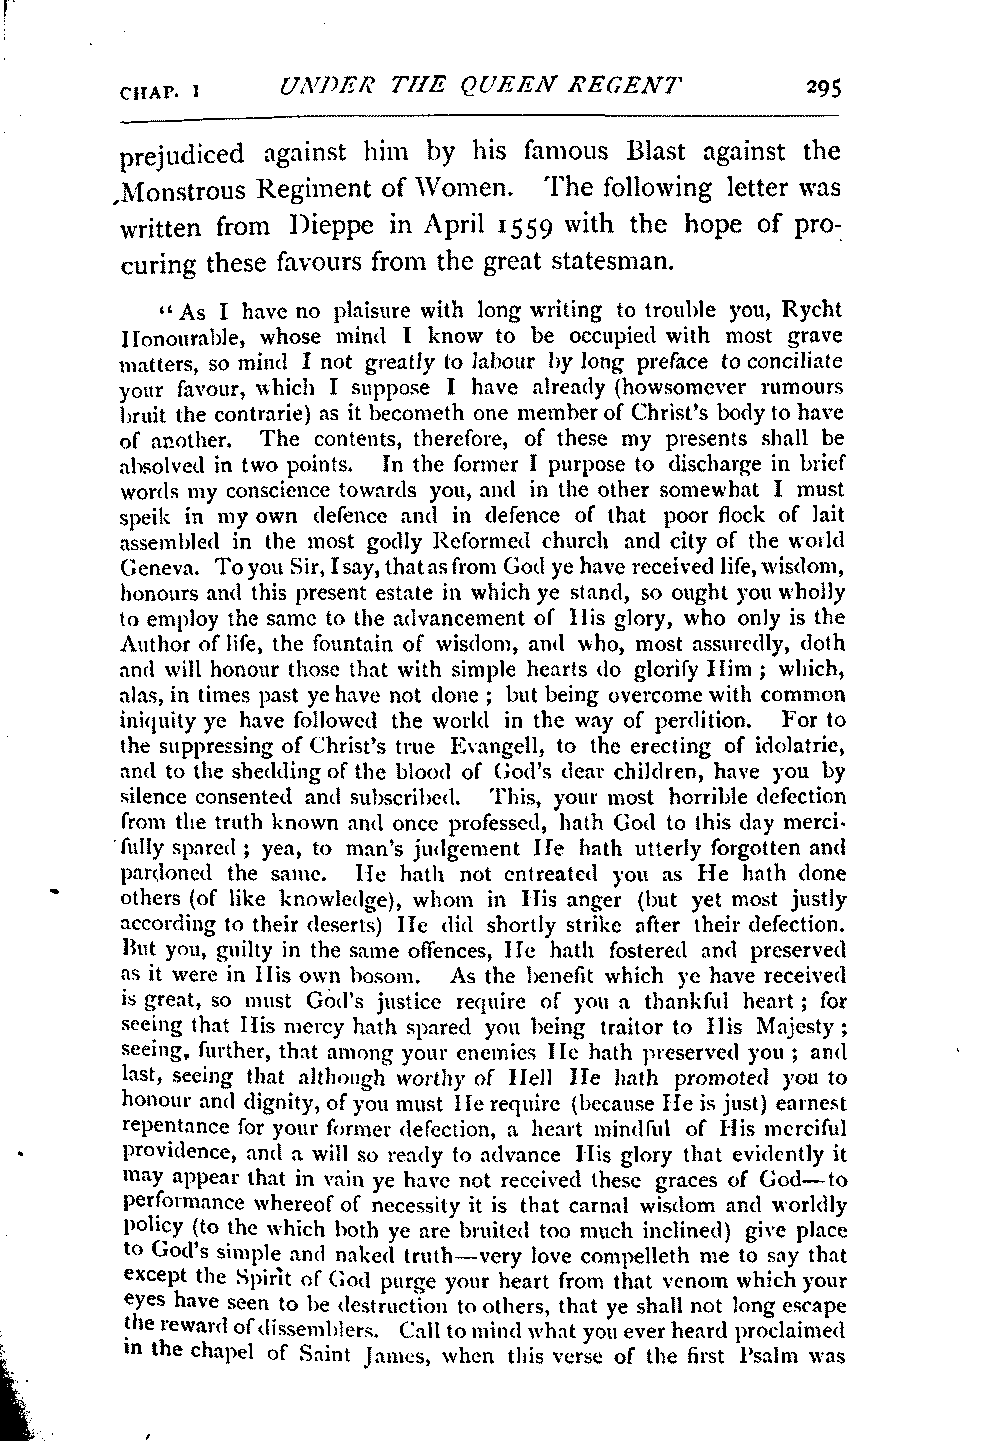 CHAP. I UNDER THE QUEEN REGENT 295
prejudiced against him by his famous Blast against the
Monstrous Regiment of Women. The following letter was
written from Dieppe in April 1559 with the hope of pro-
curing these favours from the great statesman.
"As I have no plaisure with long writing to trouble you, Rycht
Honourable, whose mind I know to be occupied with most grave
matters, so mind I not greatly to labour by long preface to conciliate
your favour, which I suppose I have already (howsomever rumours
bruit the contrarie) as it becometh one member of Christ's body to have
of another. The contents, therefore, of these my presents shall be
absolved in two points. In the former I purpose to discharge in brief
words my conscience towards you, and in the other somewhat I must
speik in my own defence and in defence of that poor flock of lait
assembled in the most godly Reformed church and city of the world
Geneva. To you Sir, I say, that as from God ye have received life, wisdom,
honours and this present estate in which ye stand, so ought you wholly
to employ the same to the advancement of His glory, who only is the
Author of life, the fountain of wisdom, and who, most assuredly, doth
and will honour those that with simple hearts do glorify Him ; which,
alas, in times past ye have not done ; but being overcome with common
iniquity ye have followed the world in the way of perdition. For to
the suppressing of Christ's true Evangell, to the erecting of idolatrie,
and to the shedding of the blood of God's dear children, have you by
silence consented and subscribed. This, your most horrible defection
from the truth known and once professed, hath God to this day merci-
fully spared ; yea, to man's judgement He hath utterly forgotten and
pardoned the same. He hath not entreated you as He hath done
others (of like knowledge), whom in His anger (but yet most justly
according to their deserts) He did shortly strike after their defection.
But you, guilty in the same offences, He hath fostered and preserved
as it were in His own bosom. As the benefit which ye have received
is great, so must God's justice require of you a thankful heart ; for
seeing that His mercy hath spared you being traitor to His Majesty ;
seeing, further, that among your enemies He hath preserved you ; and
last, seeing that although worthy of Hell He hath promoted you to
honour and dignity, of you must He require (because He is just) earnest
repentance for your former defection, a heart mindful of His merciful
providence, and a will so ready to advance His glory that evidently it
may appear that in vain ye have not received these graces of God—to
performance whereof of necessity it is that carnal wisdom and worldly
policy (to the which both ye are bruited too much inclined) give place
to God's simple and naked truth—very love compelleth me to say that
except the Spirit of God purge your heart from that venom which your
eyes have seen to be destruction to others, that ye shall not long escape
the reward of dissemblers. Call to mind what you ever heard proclaimed
in the chapel of Saint James, when this verse of the first Psalm was